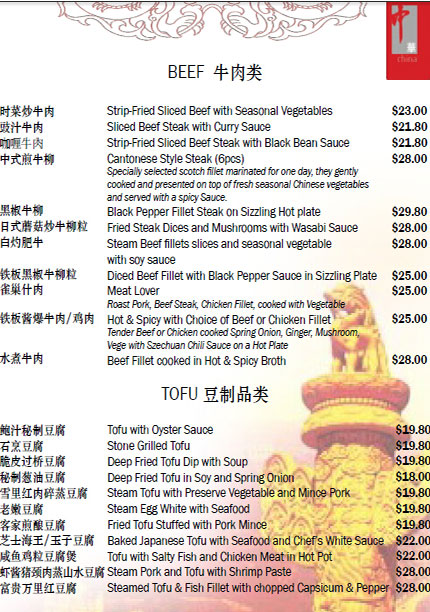 中
華
china
BEEF 牛肉类
时菜炒牛肉 Strip-Fried Sliced Beef with Seasonal Vegetables $23.00
豉汁牛肉 Sliced Beef Steak with Curry Sauce $21.80
咖喱牛肉 Strip-Fried Sliced Beef Steak with Black Bean Sauce $21.80
中式煎牛柳 Cantonese Style Steak (6pcs) $28.00
Specially selected scotch fillet marinated for one day, they gently
cooked and presented on top of fresh seasonal Chinese vegetables
and served with a spicy Sauce.
黑椒牛柳 Black Pepper Fillet Steak on Sizzling Hot plate $29.80
日式蘑菇炒牛柳粒 Fried Steak Dices and Mushrooms with Wasabi Sauce $28.00
白灼肥牛 Steam Beef fillets slices and seasonal vegetable $28.00
with soy sauce
铁板黑椒牛柳粒 Diced Beef Fillet with Black Pepper Sauce in Sizzling Plate $25.00
雀巢什肉 Meat Lover $25.00
Roast Pork, Beef Steak, Chicken Fillet, cooked with Vegetable
铁板酱爆牛肉/鸡肉 Hot & Spicy with Choice of Beef or Chicken Fillet $25.00
Tender Beef or Chicken cooked Spring Onion, Ginger, Mushroom,
Vege with Szechuan Chili Sauce on a Hot Plate
水煮牛肉 Beef Fillet cooked in Hot & Spicy Broth $28.00
TOFU 豆制品类
鲍汁秘制豆腐 Tofu with Oyster Sauce $19.80
石烹豆腐 Stone Grilled Tofu $19.80
脆皮过桥豆腐 Deep Fried Tofu Dip with Soup $19.80
秘制葱油豆腐 Deep Fried Tofu in Soy and Spring Onion $18.00
雪里红肉碎蒸豆腐 Steam Tofu with Preserve Vegetable and Mince Pork $19.80
老嫩豆腐 Steam Egg White with Seafood $19.80
客家煎酿豆腐 Fried Tofu Stuffed with Pork Mince $19.80
芝士海王/玉子豆腐 Baked Japanese Tofu with Seafood and Chef's White Sauce $22.00
咸鱼鸡粒豆腐煲 Tofu with Salty Fish and Chicken Meat in Hot Pot $22.00
虾酱猪颈肉蒸山水豆腐 Steam Pork and Tofu with Shrimp Paste $28.00
富贵万里红豆腐 Steamed Tofu & Fish Fillet with chopped Capsicum & Pepper $28.00